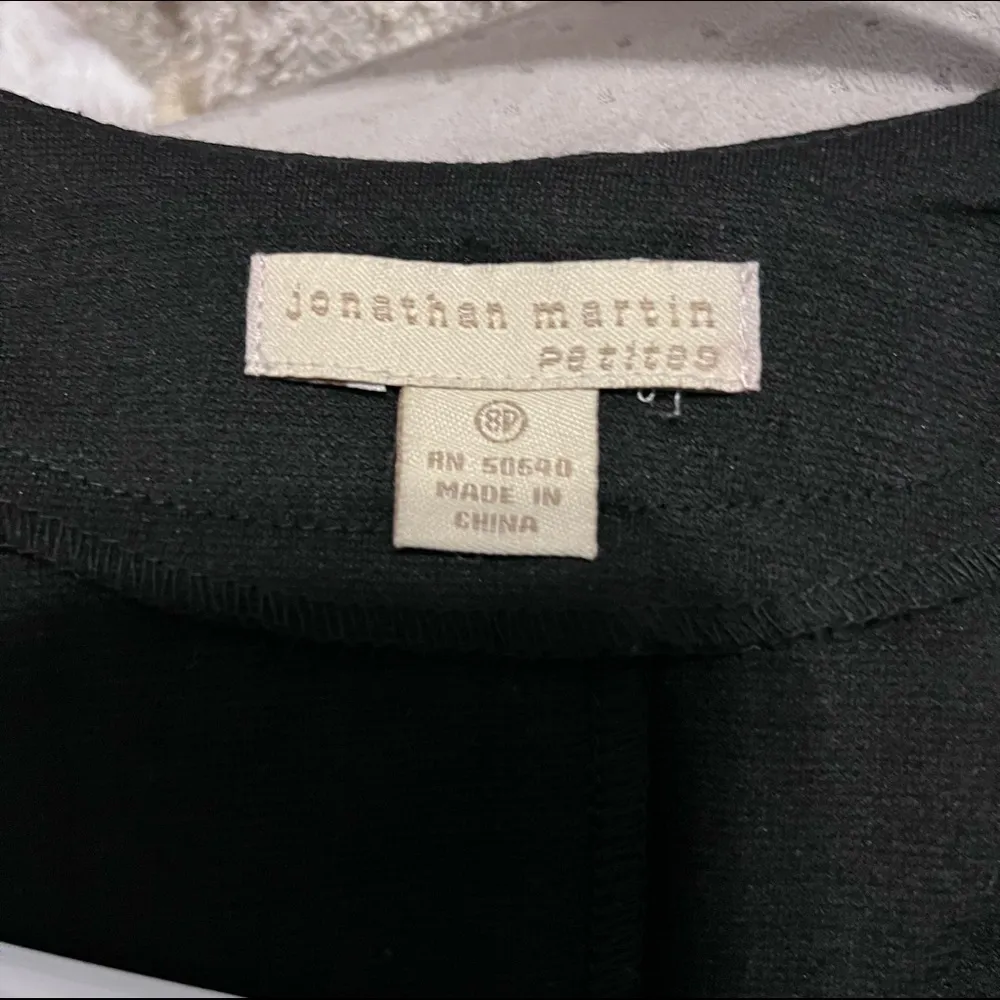 jonathan martin
Petites
8P
RN 50640
MADE IN
CHINA